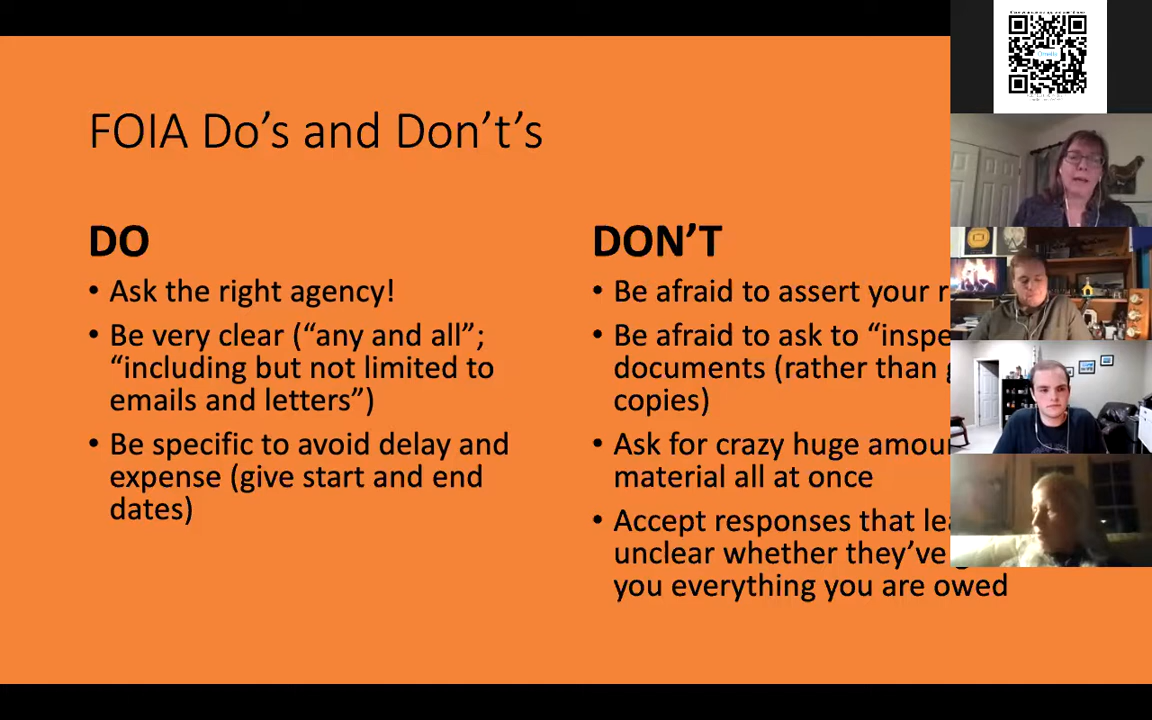 FOIA Do’s and Don’t’s
DO
• Ask the right agency!
• Be very clear (“any and all”;
“including but not limited to
emails and letters”)
• Be specific to avoid delay and
expense (give start and end
dates)
DON’T
• Be afraid to assert your
• Be afraid to ask to
documents (rather than
copies)
• Ask for crazy huge
material all at once
• Accept responses that
unclear whether they’ve
you everything you are owed